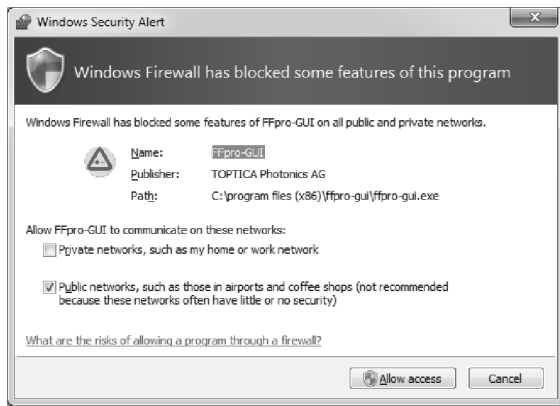 Windows Security Alert
Windows Firewall has blocked some features of this program
Windows Firewall has blocked some features of FFpro-GUI on all public and private networks.
Name: FFpro-GUI
Publisher: TOPTICA Photonics AG
Path: C:\program files (x86)\ffpro-gui\ffpro-gui.exe
Allow FFpro-GUI to communicate on these networks:
Private networks, such as my home or work network
Public networks, such as those in airports and coffee shops (not recommended
because these networks often have little or no security)
What are the risks of allowing a program through a firewall?
Allow access
Cancel